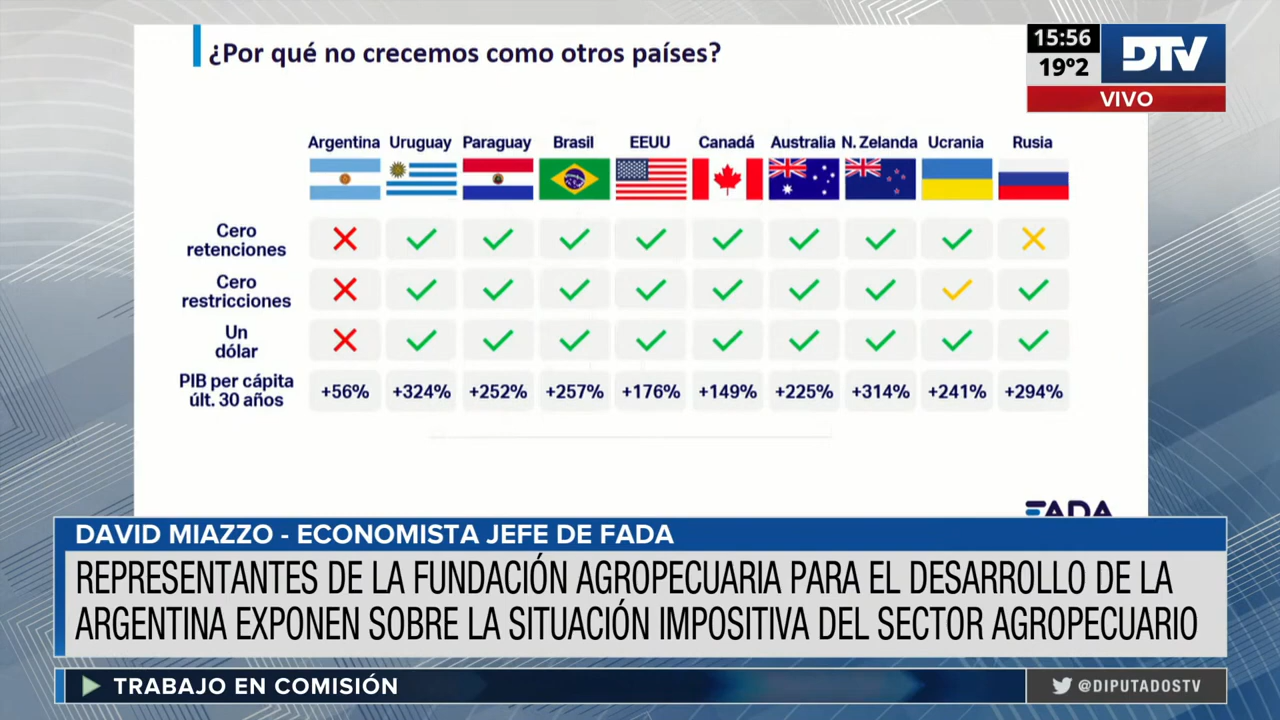 ¿Por qué no crecemos como otros países?
15:56
19º2
DTV
VIVO
Argentina Uruguay Paraguay Brasil EEUU Canadá Australia N. Zelanda Ucrania Rusia
Cero
retenciones
Cero
restricciones
Un
dólar
PIB per cápita
últ. 30 años
+56% +324% +252% +257% +176% +149% +225% +314% +241% +294%
FADA
DAVID MIAZZO - ECONOMISTA JEFE DE FADA
REPRESENTANTES DE LA FUNDACIÓN AGROPECUARIA PARA EL DESARROLLO DE LA
ARGENTINA EXPONEN SOBRE LA SITUACIÓN IMPOSITIVA DEL SECTOR AGROPECUARIO
TRABAJO EN COMISIÓN
@DIPUTADOSTV